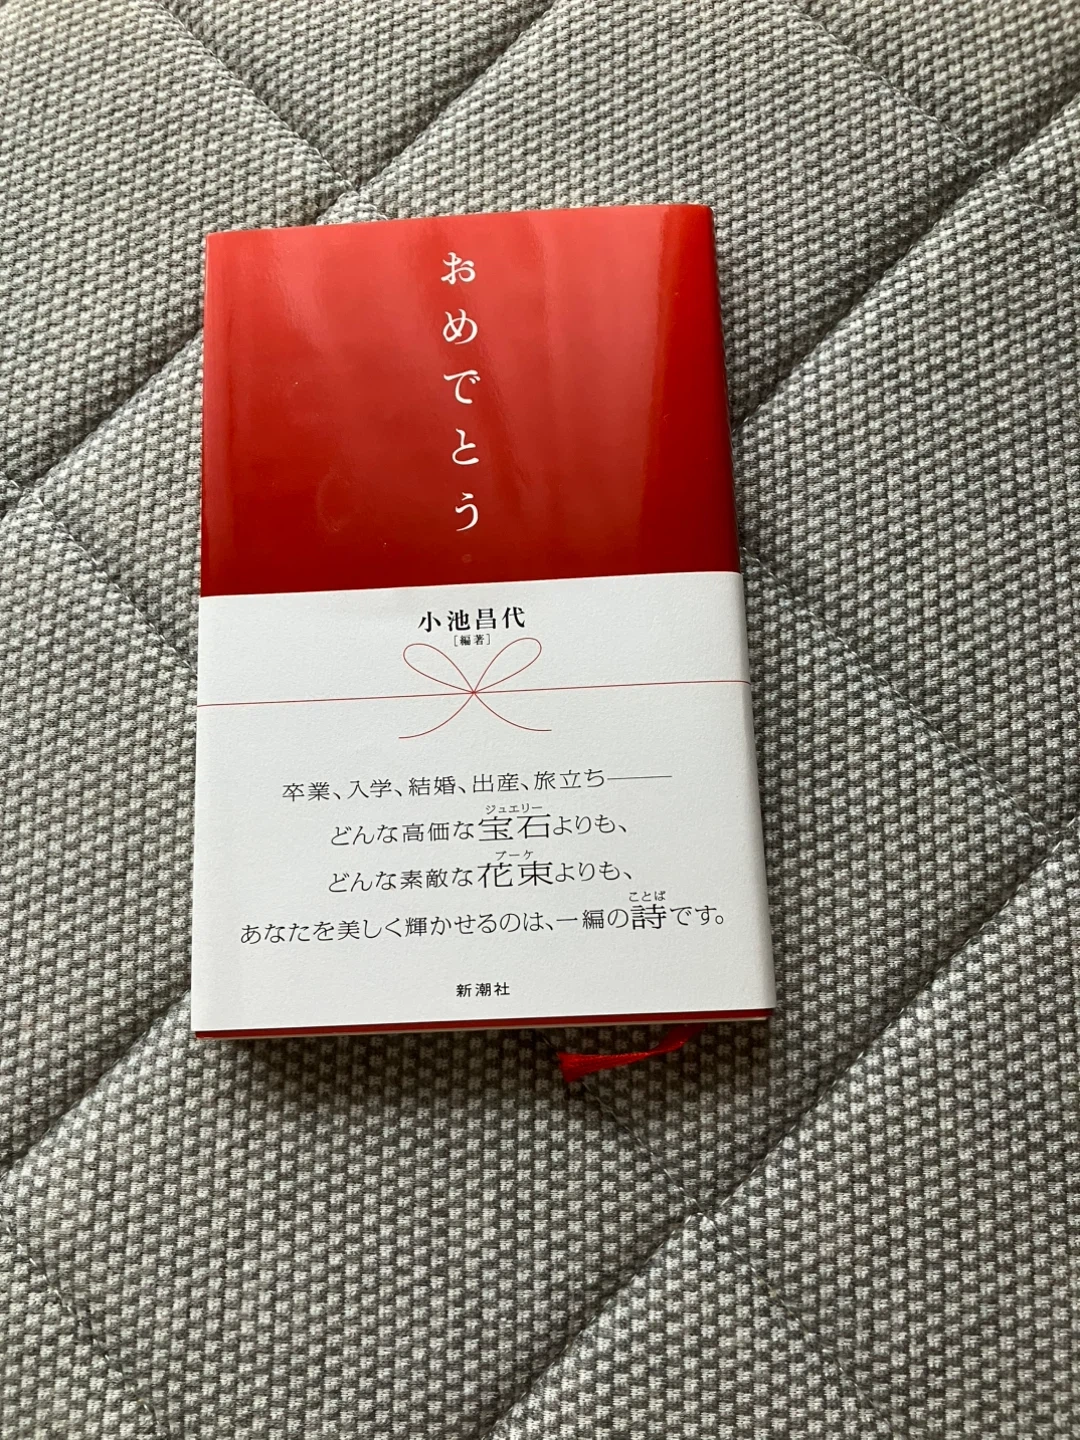 おめでとう
小池昌代
[編著]
卒業、入学、結婚、出産、旅立ち――
ジュエリー
どんな高価な宝石よりも、
ブーケ
どんな素敵な花束よりも、
ことば
あなたを美しく輝かせるのは、一編の詩です。
新潮社